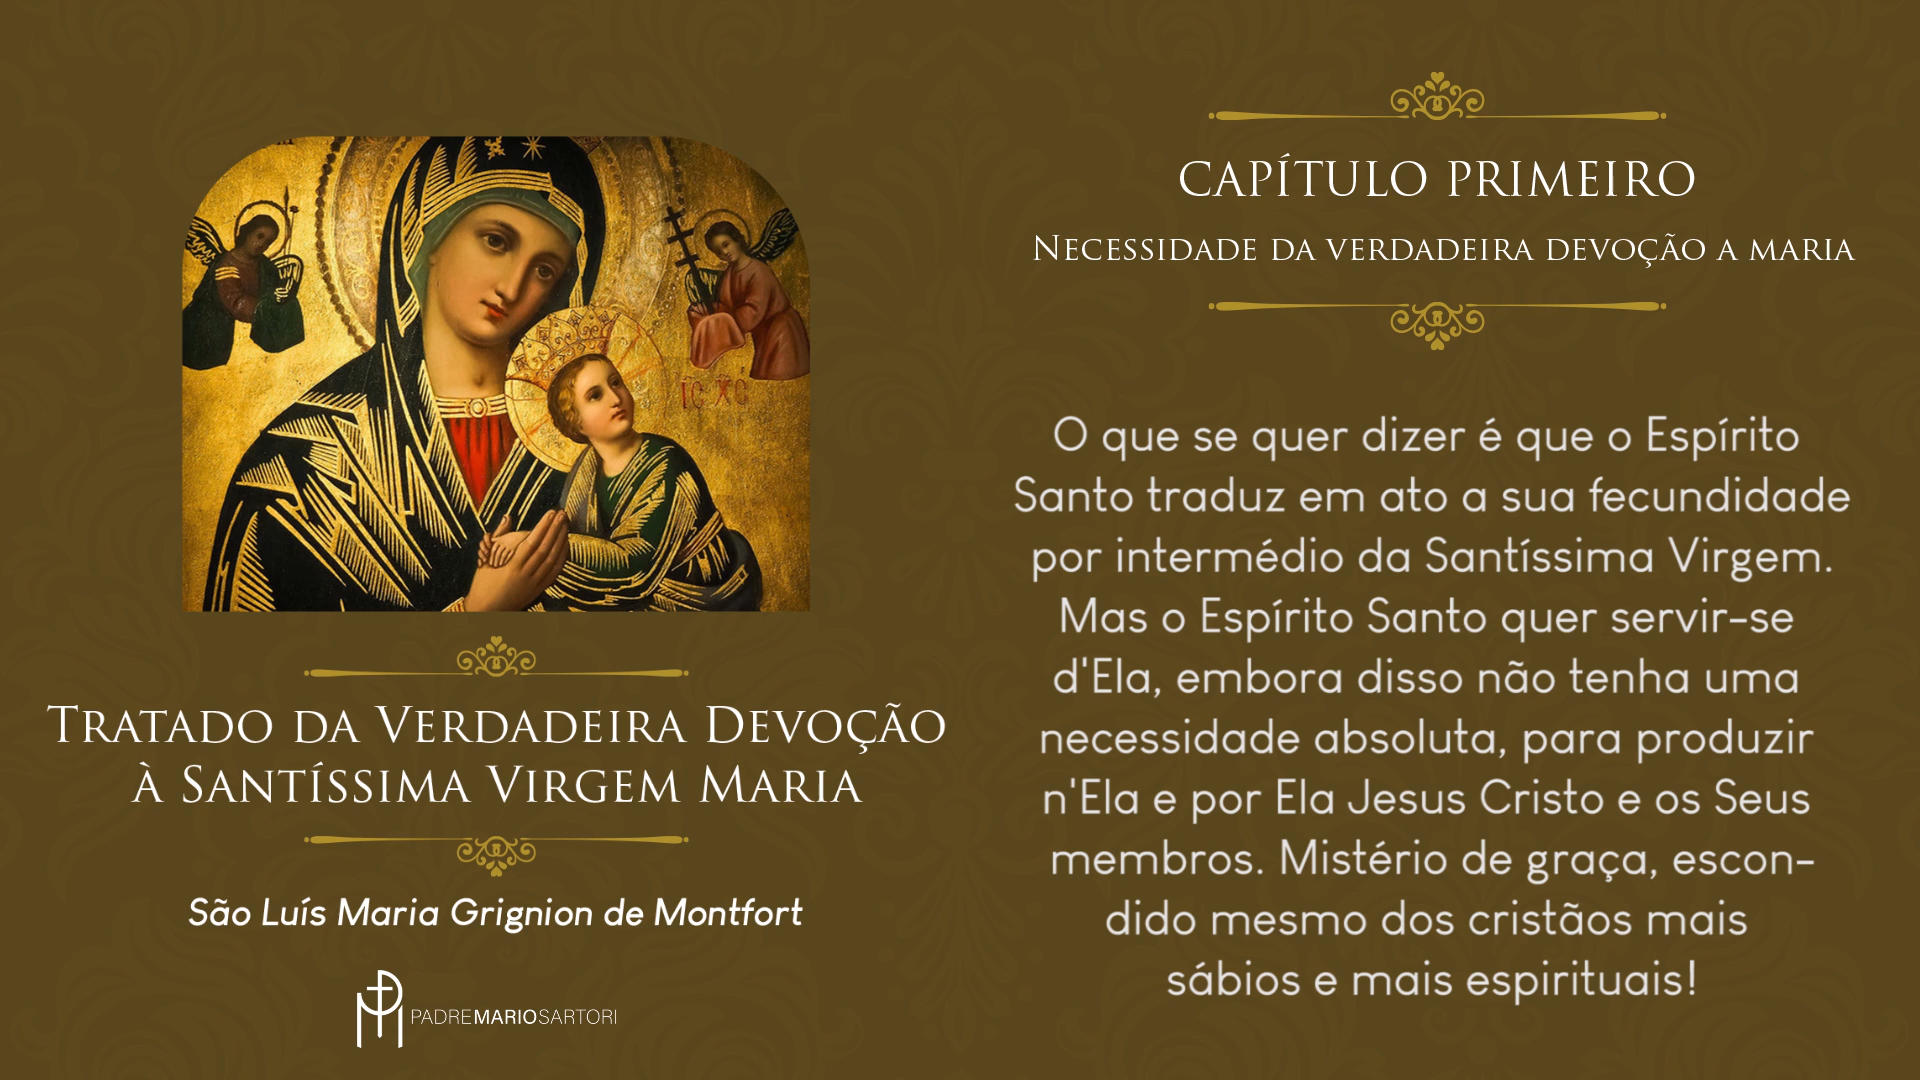 IC XC
TRATADO DA VERDADEIRA DEVOÇÃO
À SANTÍSSIMA VIRGEM MARIA
São Luís Maria Grignion de Montfort
PADREMARIOSARTORI
CAPÍTULO PRIMEIRO
NECESSIDADE DA VERDADEIRA DEVOÇÃO A MARIA
O que se quer dizer é que o Espírito
Santo traduz em ato a sua fecundidade
por intermédio da Santíssima Virgem.
Mas o Espírito Santo quer servir-se
d'Ela, embora disso não tenha uma
necessidade absoluta, para produzir
n'Ela e por Ela Jesus Cristo e os Seus
membros. Mistério de graça, escon-
dido mesmo dos cristãos mais
sábios e mais espirituais!